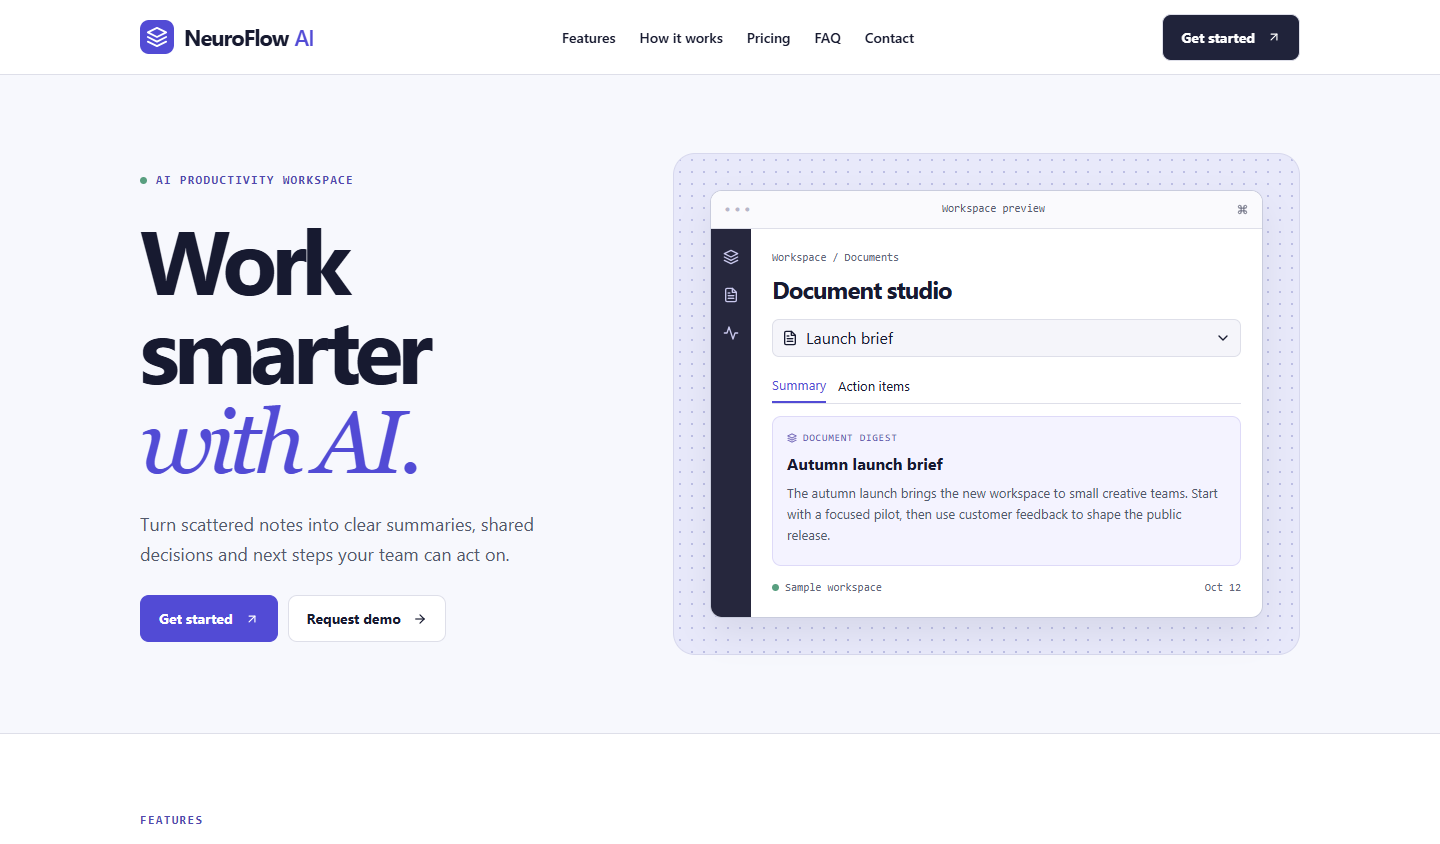 NeuroFlow AI
Features
How it works
Pricing
FAQ
Contact
Get started
AI PRODUCTIVITY WORKSPACE
Work
smarter
with AI.
Turn scattered notes into clear summaries, shared
decisions and next steps your team can act on.
Get started
Request demo
Workspace preview
Workspace / Documents
Document studio
Launch brief
Summary
Action items
DOCUMENT DIGEST
Autumn launch brief
The autumn launch brings the new workspace to small creative teams. Start
with a focused pilot, then use customer feedback to shape the public
release.
Sample workspace
Oct 12
FEATURES